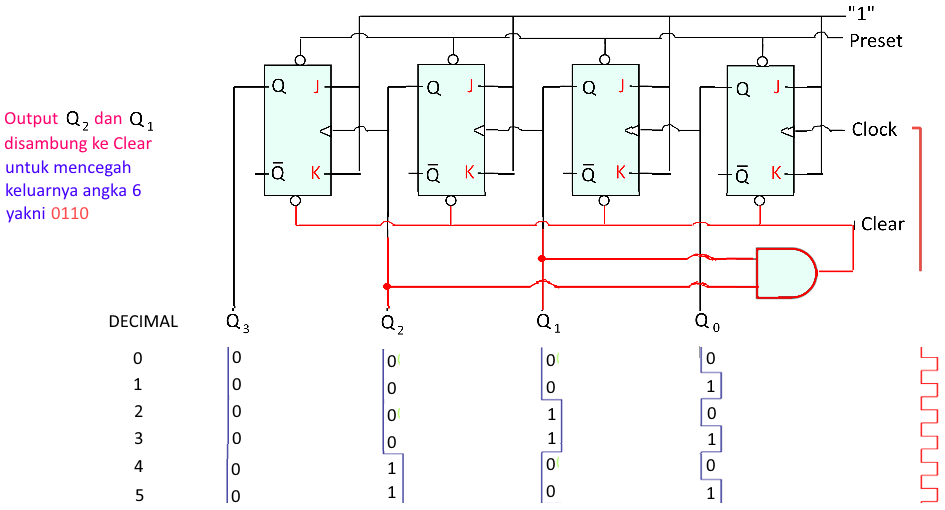 "1"
Preset
Q J Q J Q J Q J
Output Q2 dan Q1
disambung ke Clear
untuk mencegah
keluarnya angka 6
yakni 0110
Clock
Q̅ K Q̅ K Q̅ K Q̅ K
Clear
DECIMAL Q3 Q2 Q1 Q0
0 0 0 0 0
1 0 0 0 1
2 0 0 1 0
3 0 0 1 1
4 0 1 0 0
5 0 1 0 1